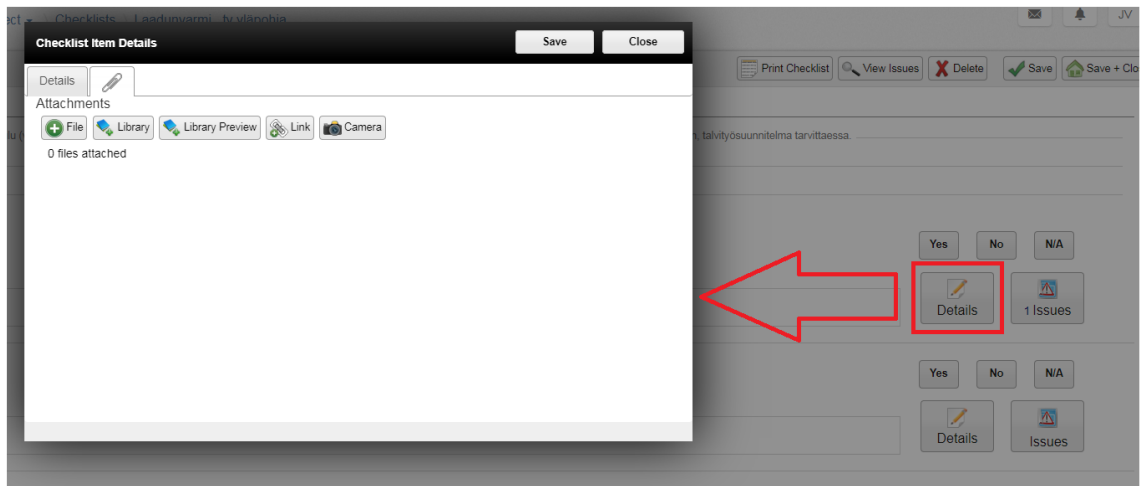 Checklists Laadunvarmi
JV
Checklist Item Details Save Close
Print Checklist View Issues Delete Save Save + Clo
Details
Attachments
File Library Library Preview Link Camera
talvityösuunnitelma tarvittaessa.
0 files attached
Yes No N/A
Details 1 Issues
Yes No N/A
Details Issues